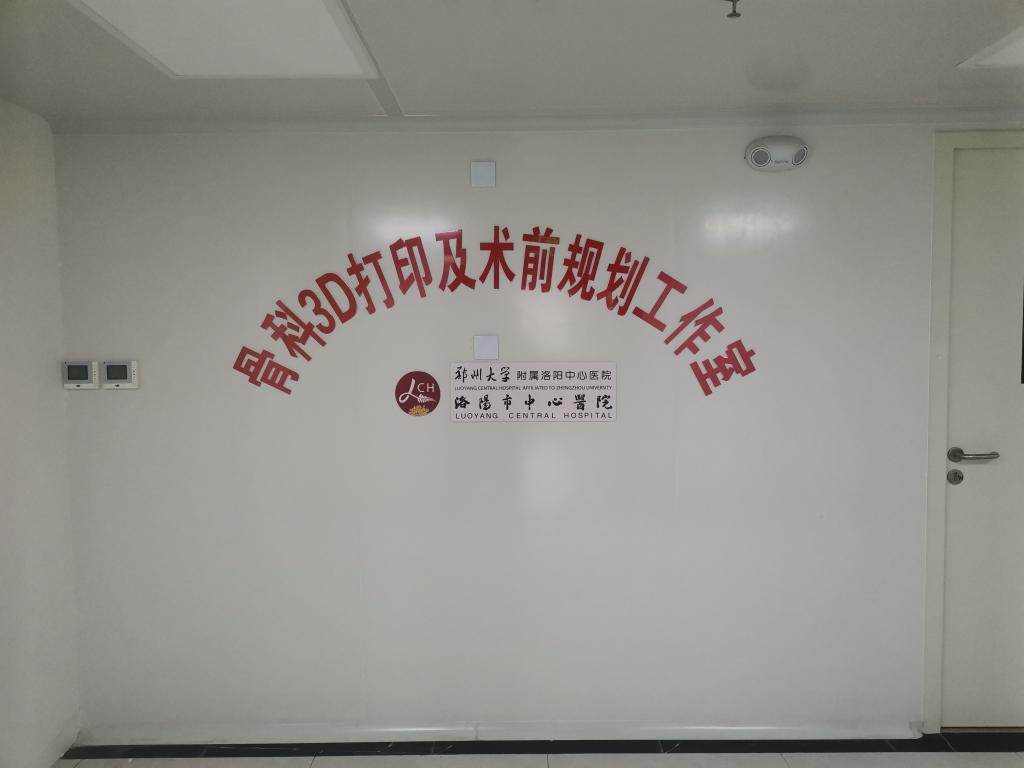 骨科3D打印及术前规划工作室
LCH
郑州大学 附属洛阳中心医院
LUOYANG CENTRAL HOSPITAL AFFILIATED TO ZHENGZHOU UNIVERSITY
洛陽市中心醫院
LUOYANG CENTRAL HOSPITAL